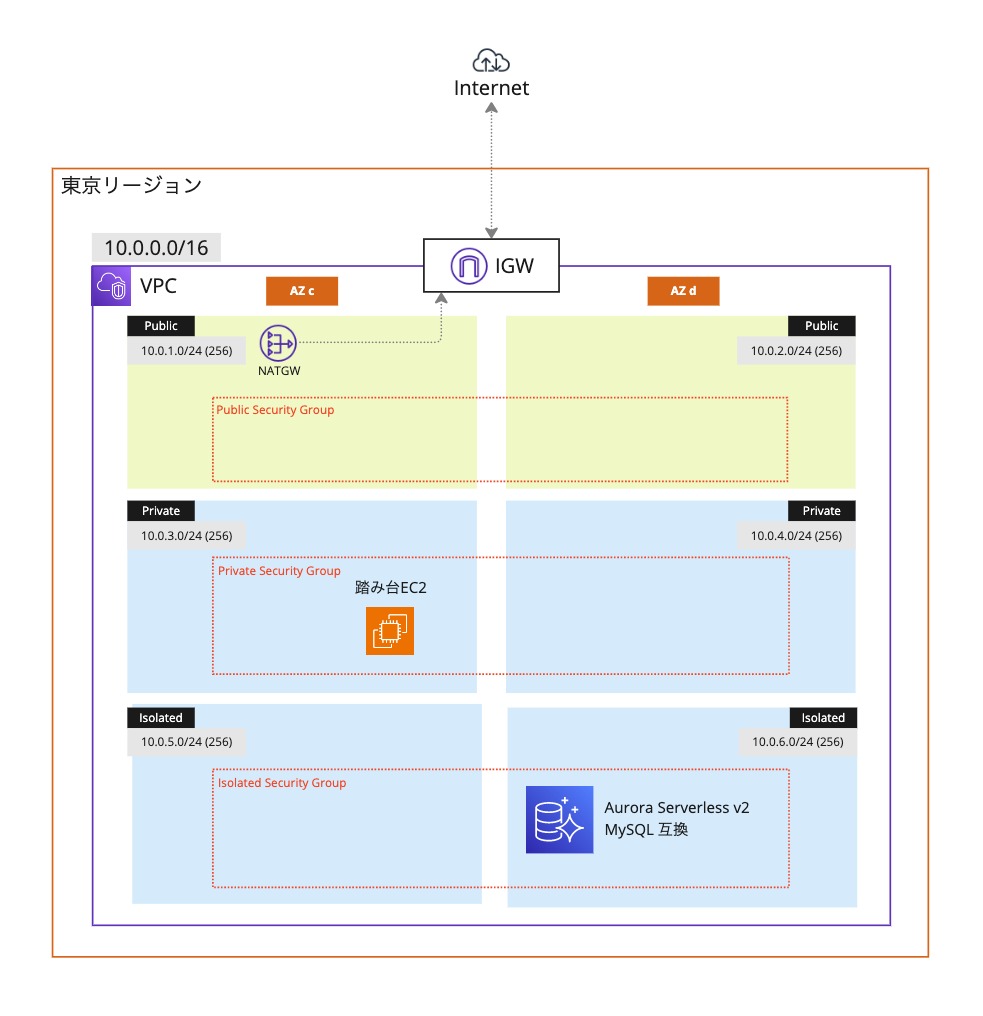 Internet
東京リージョン
10.0.0.0/16
IGW
VPC
AZ c
AZ d
Public
Public
10.0.1.0/24 (256)
10.0.2.0/24 (256)
NATGW
Public Security Group
Private
Private
10.0.3.0/24 (256)
10.0.4.0/24 (256)
Private Security Group
踏み台EC2
Isolated
Isolated
10.0.5.0/24 (256)
10.0.6.0/24 (256)
Isolated Security Group
Aurora Serverless v2
MySQL 互換